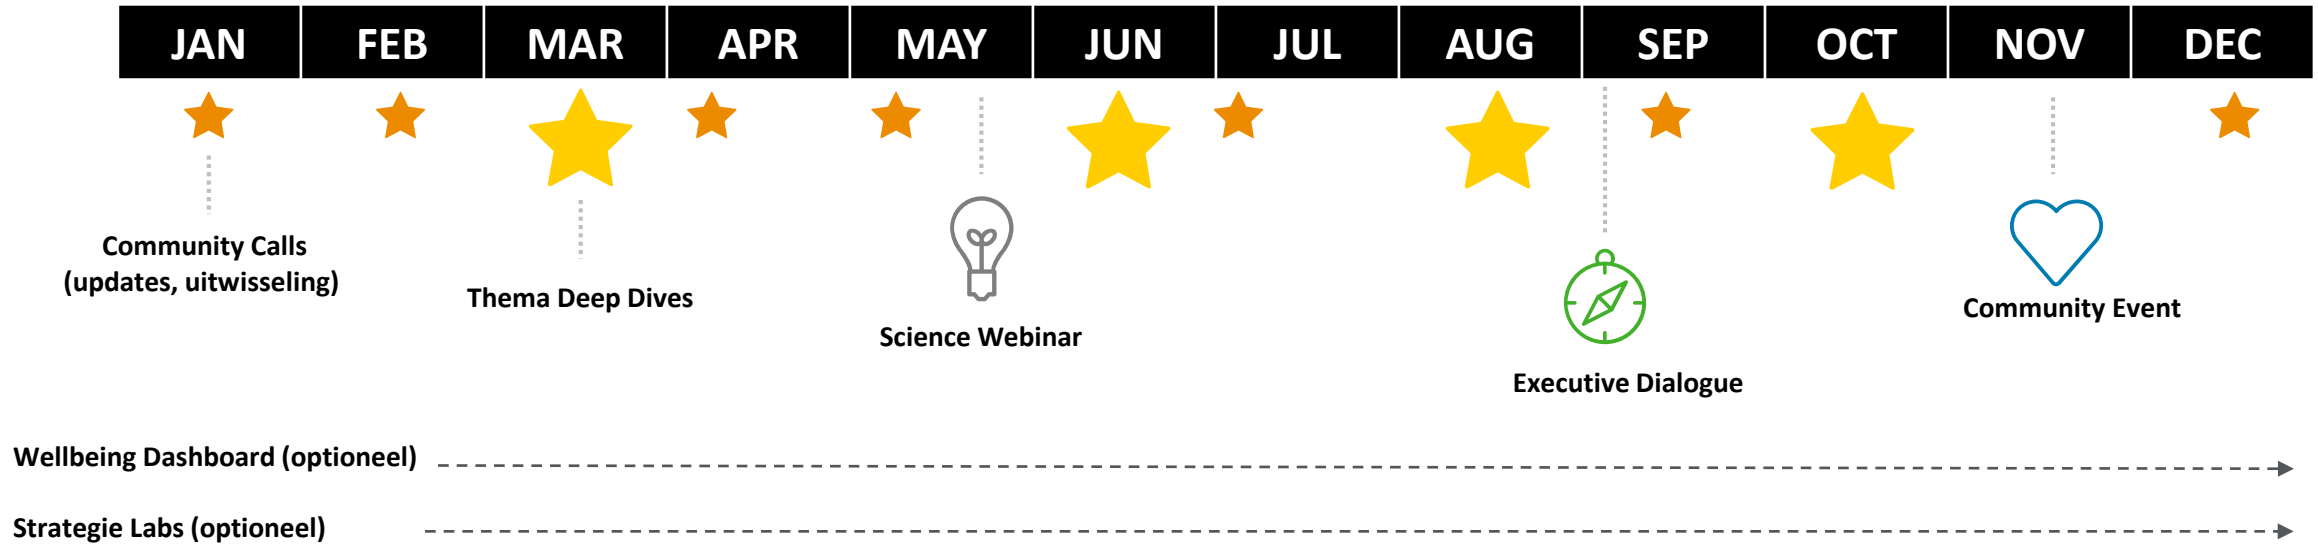 JAN FEB MAR APR MAY JUN JUL AUG SEP OCT NOV DEC
Community Calls
(updates, uitwisseling)
Thema Deep Dives
Science Webinar
Executive Dialogue
Community Event
Wellbeing Dashboard (optioneel)
Strategie Labs (optioneel)